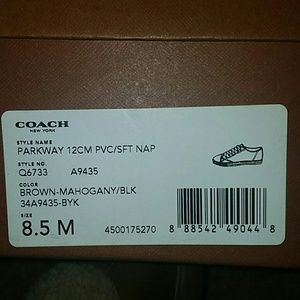 COACH
NEW YORK
STYLE NAME
PARKWAY 12CM PVC/SFT NAP
STYLE NO.
Q6733 A9435
COLOR
BROWN-MAHOGANY/BLK
34A9435-BYK
SIZE
8.5 M
4500175270
8 88542 49044 8